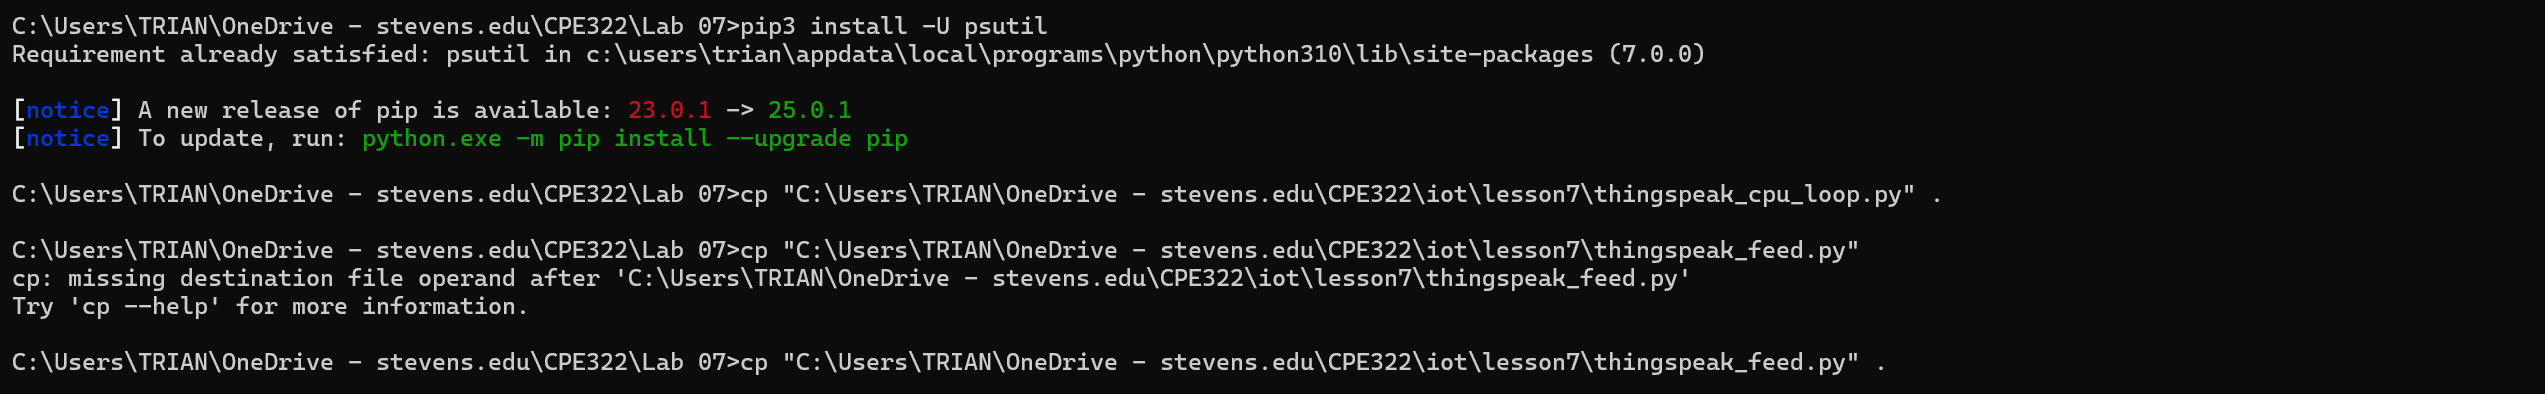 C:\Users\TRIAN\OneDrive - stevens.edu\CPE322\Lab 07>pip3 install -U psutil
Requirement already satisfied: psutil in c:\users\trian\appdata\local\programs\python\python310\lib\site-packages (7.0.0)
[notice] A new release of pip is available: 23.0.1 -> 25.0.1
[notice] To update, run: python.exe -m pip install --upgrade pip
C:\Users\TRIAN\OneDrive - stevens.edu\CPE322\Lab 07>cp "C:\Users\TRIAN\OneDrive - stevens.edu\CPE322\iot\lesson7\thingspeak_cpu_loop.py" .
C:\Users\TRIAN\OneDrive - stevens.edu\CPE322\Lab 07>cp "C:\Users\TRIAN\OneDrive - stevens.edu\CPE322\iot\lesson7\thingspeak_feed.py"
cp: missing destination file operand after 'C:\Users\TRIAN\OneDrive - stevens.edu\CPE322\iot\lesson7\thingspeak_feed.py'
Try 'cp --help' for more information.
C:\Users\TRIAN\OneDrive - stevens.edu\CPE322\Lab 07>cp "C:\Users\TRIAN\OneDrive - stevens.edu\CPE322\iot\lesson7\thingspeak_feed.py" .